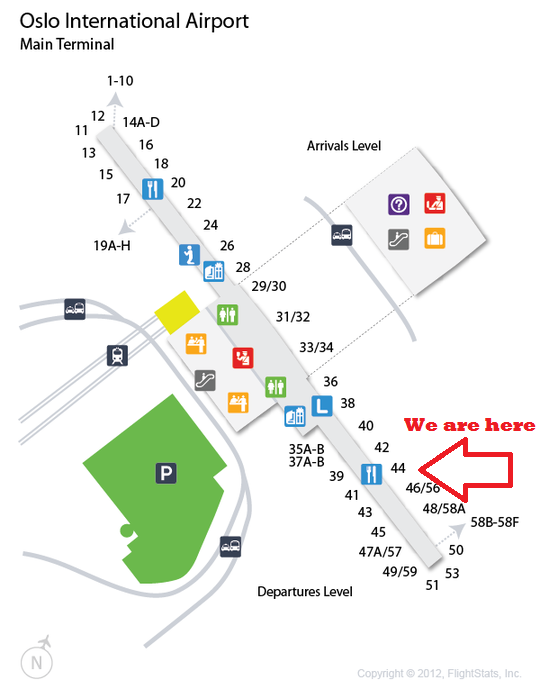 Oslo International Airport
Main Terminal
1-10
12
14A-D
11
16
13
18
15
20
17
22
19A-H
24
26
28
29/30
31/32
33/34
36
38
40
42
44
46/56
48/58A
58B-58F
50
53
51
49/59
47A/57
45
43
41
39
37A-B
35A-B
Arrivals Level
?
L
P
We are here
Departures Level
N
Copyright © 2012, FlightStats, Inc.